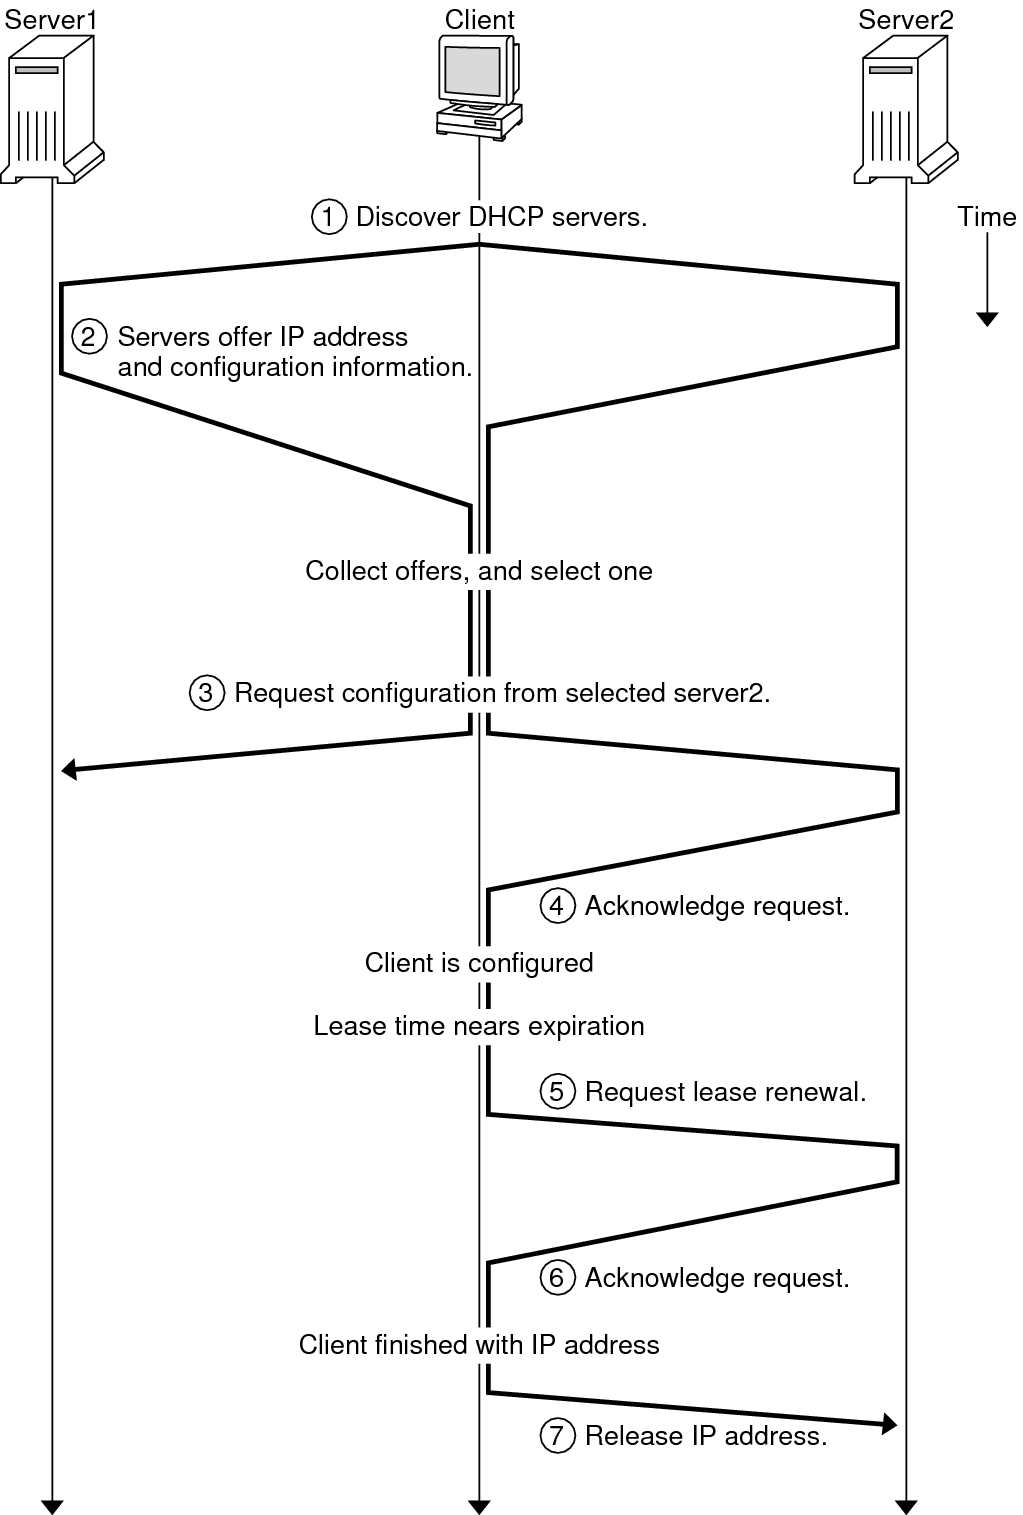 Server1
Client
Server2
1 Discover DHCP servers.
Time
2 Servers offer IP address
and configuration information.
Collect offers, and select one
3 Request configuration from selected server2.
4 Acknowledge request.
Client is configured
Lease time nears expiration
5 Request lease renewal.
6 Acknowledge request.
Client finished with IP address
7 Release IP address.